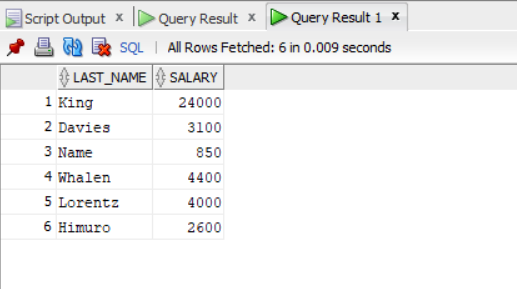 Script Output x Query Result x Query Result 1 x
SQL | All Rows Fetched: 6 in 0.009 seconds
LAST_NAME SALARY
1 King 24000
2 Davies 3100
3 Name 850
4 Whalen 4400
5 Lorentz 4000
6 Himuro 2600